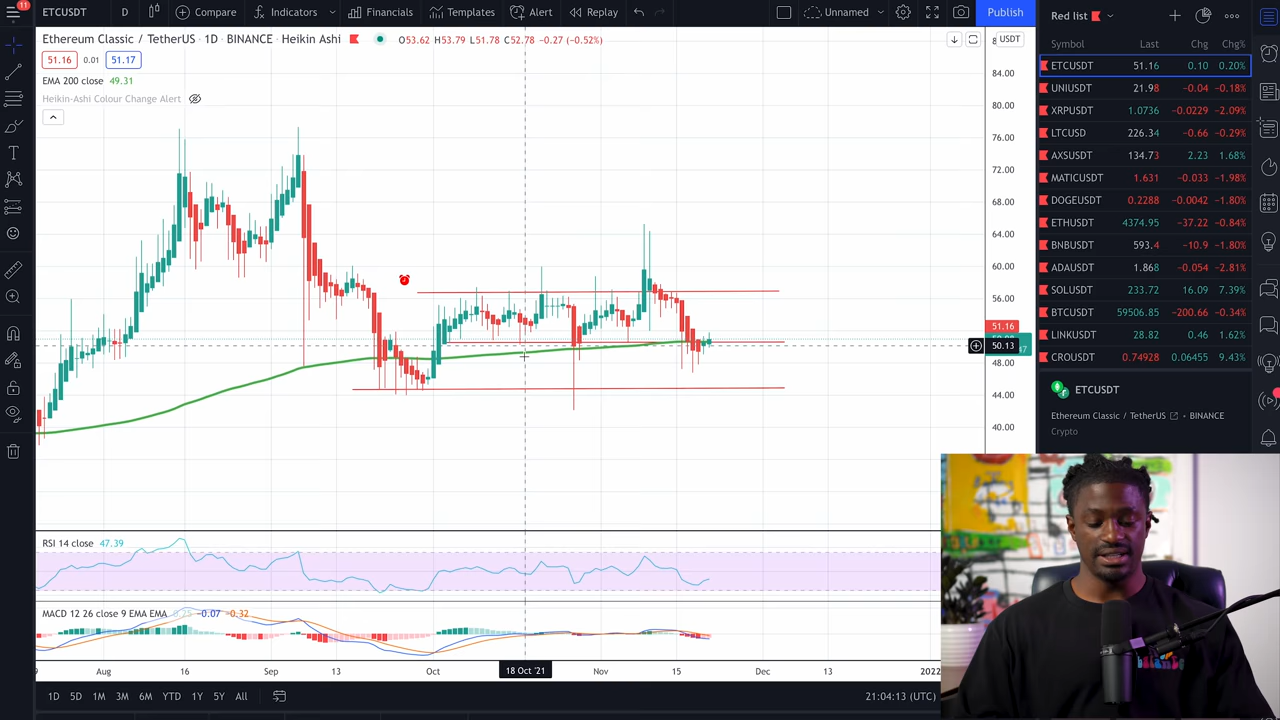 ETCUSDT D Compare Indicators Financials Templates Alert Replay Unnamed Publish
11
Ethereum Classic / TetherUS · 1D · BINANCE · Heikin Ashi O53.62 H53.79 L51.78 C52.78 -0.27 (-0.52%)
51.16 0.01 51.17
EMA 200 close 49.31
Heikin-Ashi Colour Change Alert
USDT
84.00
80.00
76.00
72.00
68.00
64.00
60.00
56.00
51.16
50.13
48.00
44.00
40.00
RSI 14 close 47.39
MACD 12 26 close 9 EMA EMA 0.25 -0.07 -0.32
Aug 16 Sep 13 Oct 18 Oct '21 Nov 15 Dec 13 2022
1D 5D 1M 3M 6M YTD 1Y 5Y All 21:04:13 (UTC)
Red list
Symbol Last Chg Chg%
ETCUSDT 51.16 0.10 0.20%
UNIUSDT 21.98 -0.04 -0.18%
XRPUSDT 1.0736 -0.0229 -2.09%
LTCUSD 226.34 -0.66 -0.29%
AXSUSDT 134.73 2.23 1.68%
MATICUSDT 1.631 -0.033 -1.98%
DOGEUSDT 0.2288 -0.0042 -1.80%
ETHUSDT 4374.95 -37.22 -0.84%
BNBUSDT 593.4 -10.9 -1.80%
ADAUSDT 1.868 -0.054 -2.81%
SOLUSDT 233.72 16.09 7.39%
BTCUSDT 59506.85 -200.66 -0.34%
LINKUSDT 28.82 0.46 1.62%
CROUSDT 0.74928 0.06455 9.43%
ETCUSDT
Ethereum Classic / TetherUS • BINANCE
Crypto